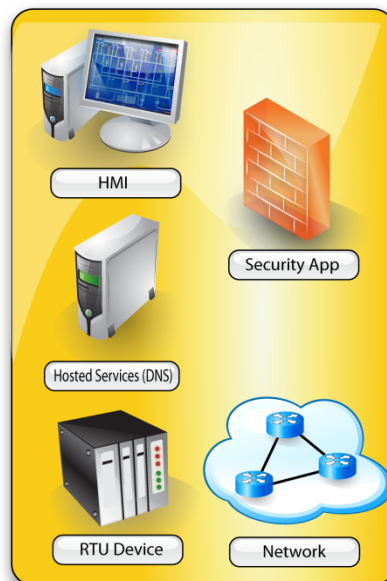 HMI
Security App
Hosted Services (DNS)
RTU Device
Network